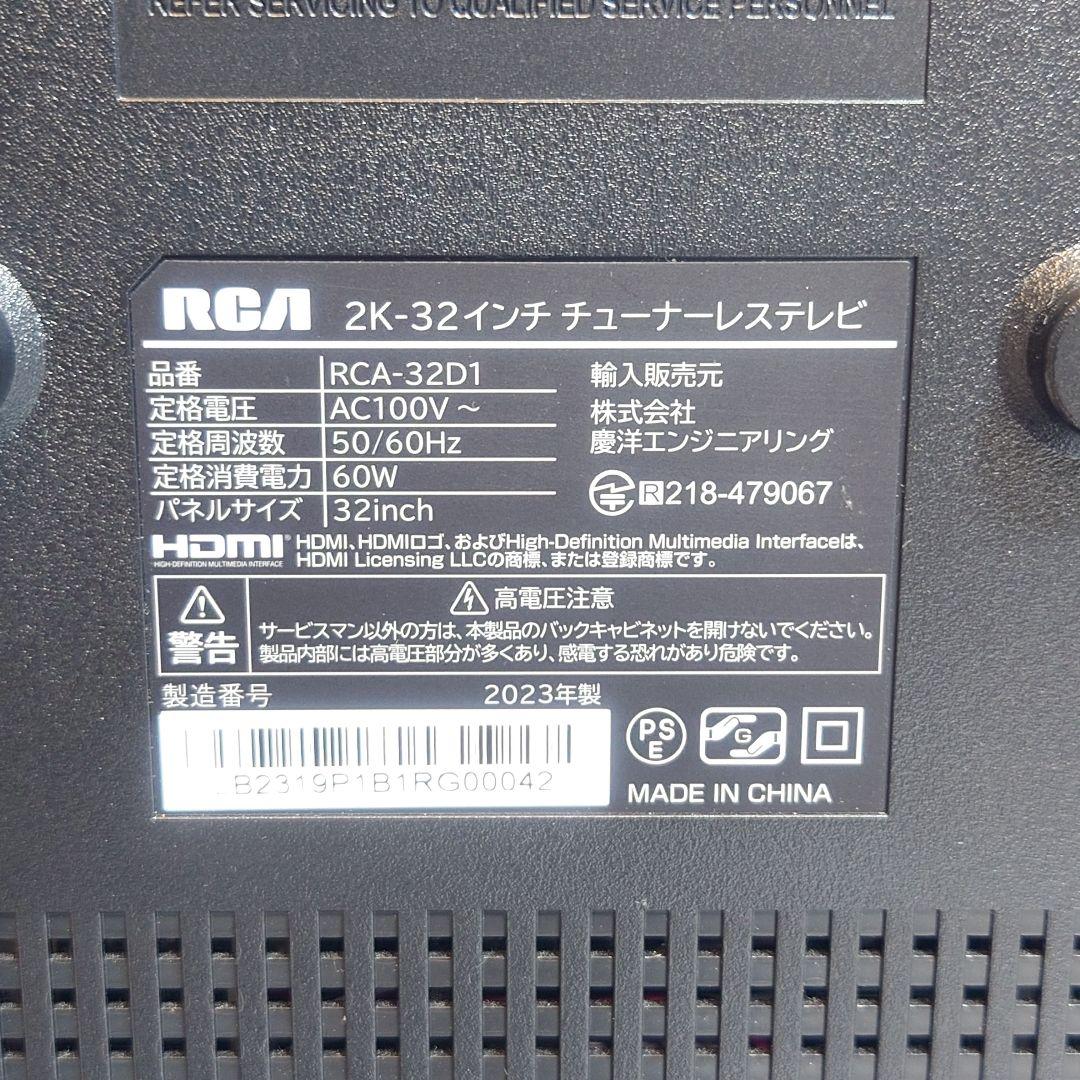 REFER SERVICING TO QUALIFIED SERVICE PERSONNEL
RCA 2K-32インチ チューナーレステレビ
品番 RCA-32D1
定格電圧 AC100V ~
定格周波数 50/60Hz
定格消費電力 60W
パネルサイズ 32inch
輸入販売元
株式会社
慶洋エンジニアリング
R 218-479067
HDMI HDMI、HDMIロゴ、およびHigh-Definition Multimedia Interfaceは、
HIGH-DEFINITION MULTIMEDIA INTERFACE HDMI Licensing LLCの商標、または登録商標です。
高電圧注意
警告
サービスマン以外の方は、本製品のバックキャビネットを開けないでください。
製品内部には高電圧部分が多くあり、感電する恐れがあり危険です。
製造番号 2023年製
B2319P1B1RG00042
PS
E
G
MADE IN CHINA